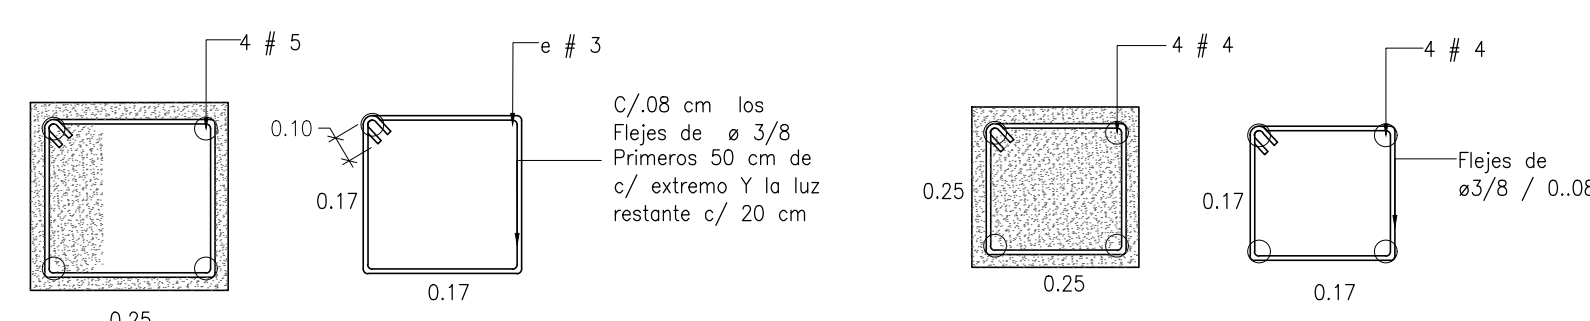 4 # 5
e # 3
0.10
0.17
0.17
C/.08 cm los
Flejes de ø 3/8
Primeros 50 cm de
c/ extremo Y la luz
restante c/ 20 cm
0.25
4 # 4
0.25
0.25
4 # 4
0.17
0.17
Flejes de
ø3/8 / 0..08